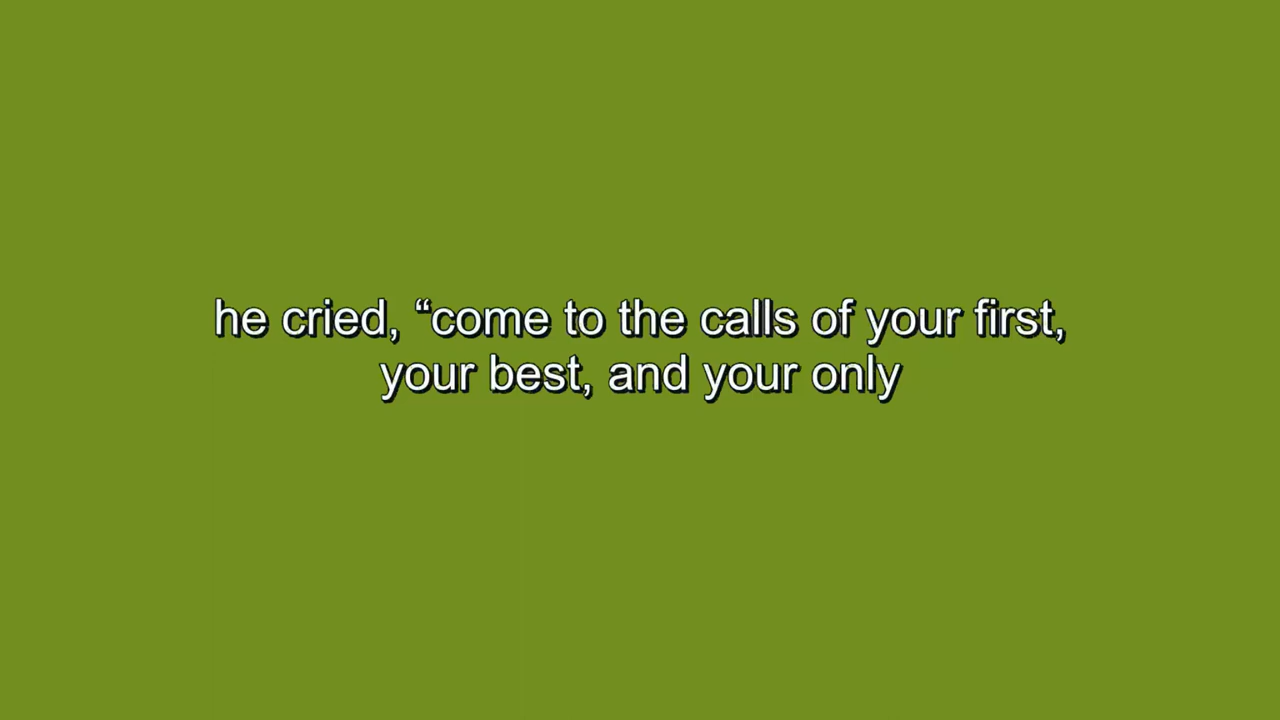 he cried, “come to the calls of your first,
your best, and your only